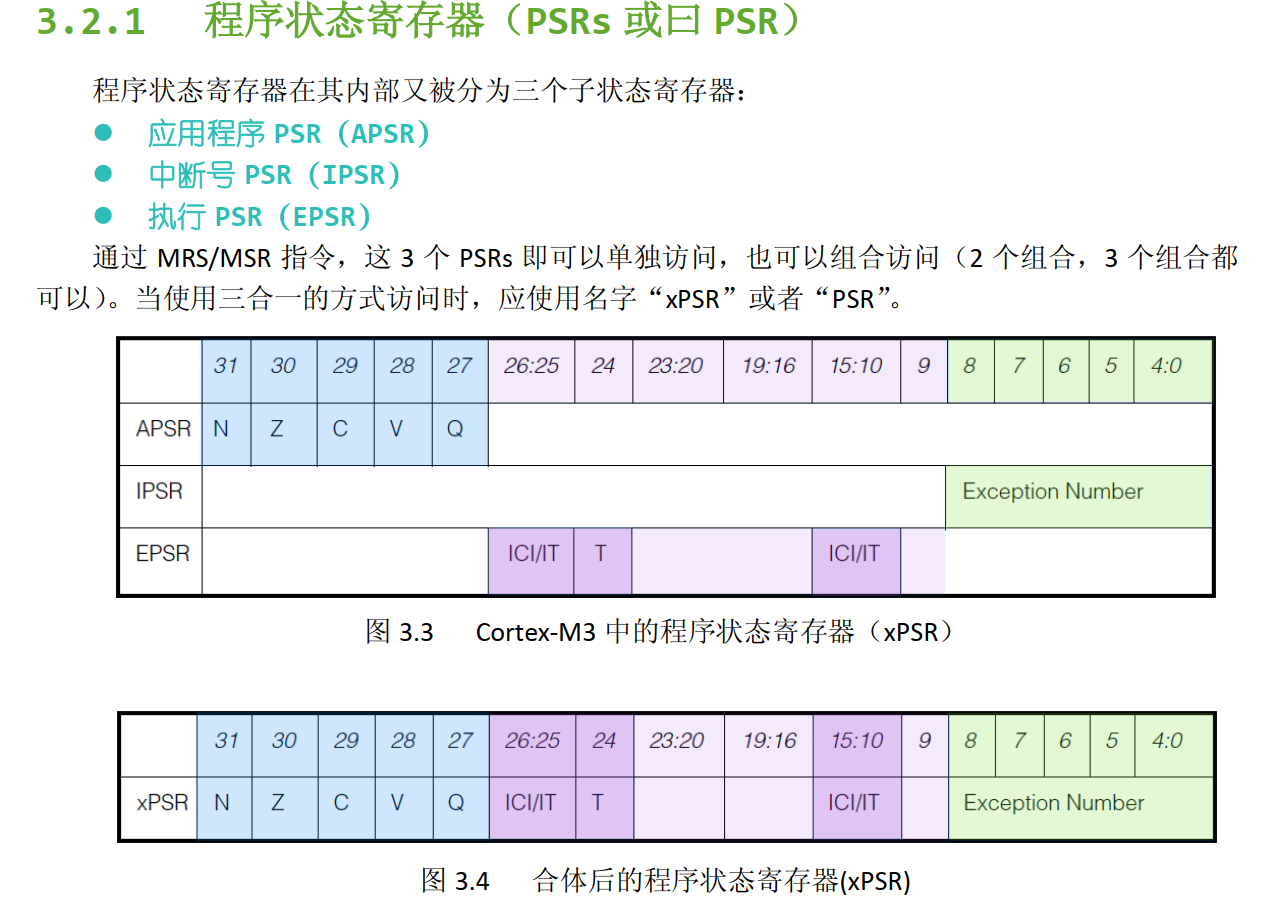 3.2.1 程序状态寄存器（PSRs 或曰 PSR）
程序状态寄存器在其内部又被分为三个子状态寄存器：
● 应用程序 PSR（APSR）
● 中断号 PSR（IPSR）
● 执行 PSR（EPSR）
通过 MRS/MSR 指令，这 3 个 PSRs 即可以单独访问，也可以组合访问（2 个组合，3 个组合都
可以）。当使用三合一的方式访问时，应使用名字“xPSR”或者“PSR”。
31 30 29 28 27 26:25 24 23:20 19:16 15:10 9 8 7 6 5 4:0
APSR N Z C V Q
IPSR Exception Number
EPSR ICI/IT T ICI/IT
图 3.3 Cortex-M3 中的程序状态寄存器（xPSR）
31 30 29 28 27 26:25 24 23:20 19:16 15:10 9 8 7 6 5 4:0
xPSR N Z C V Q ICI/IT T ICI/IT Exception Number
图 3.4 合体后的程序状态寄存器(xPSR)